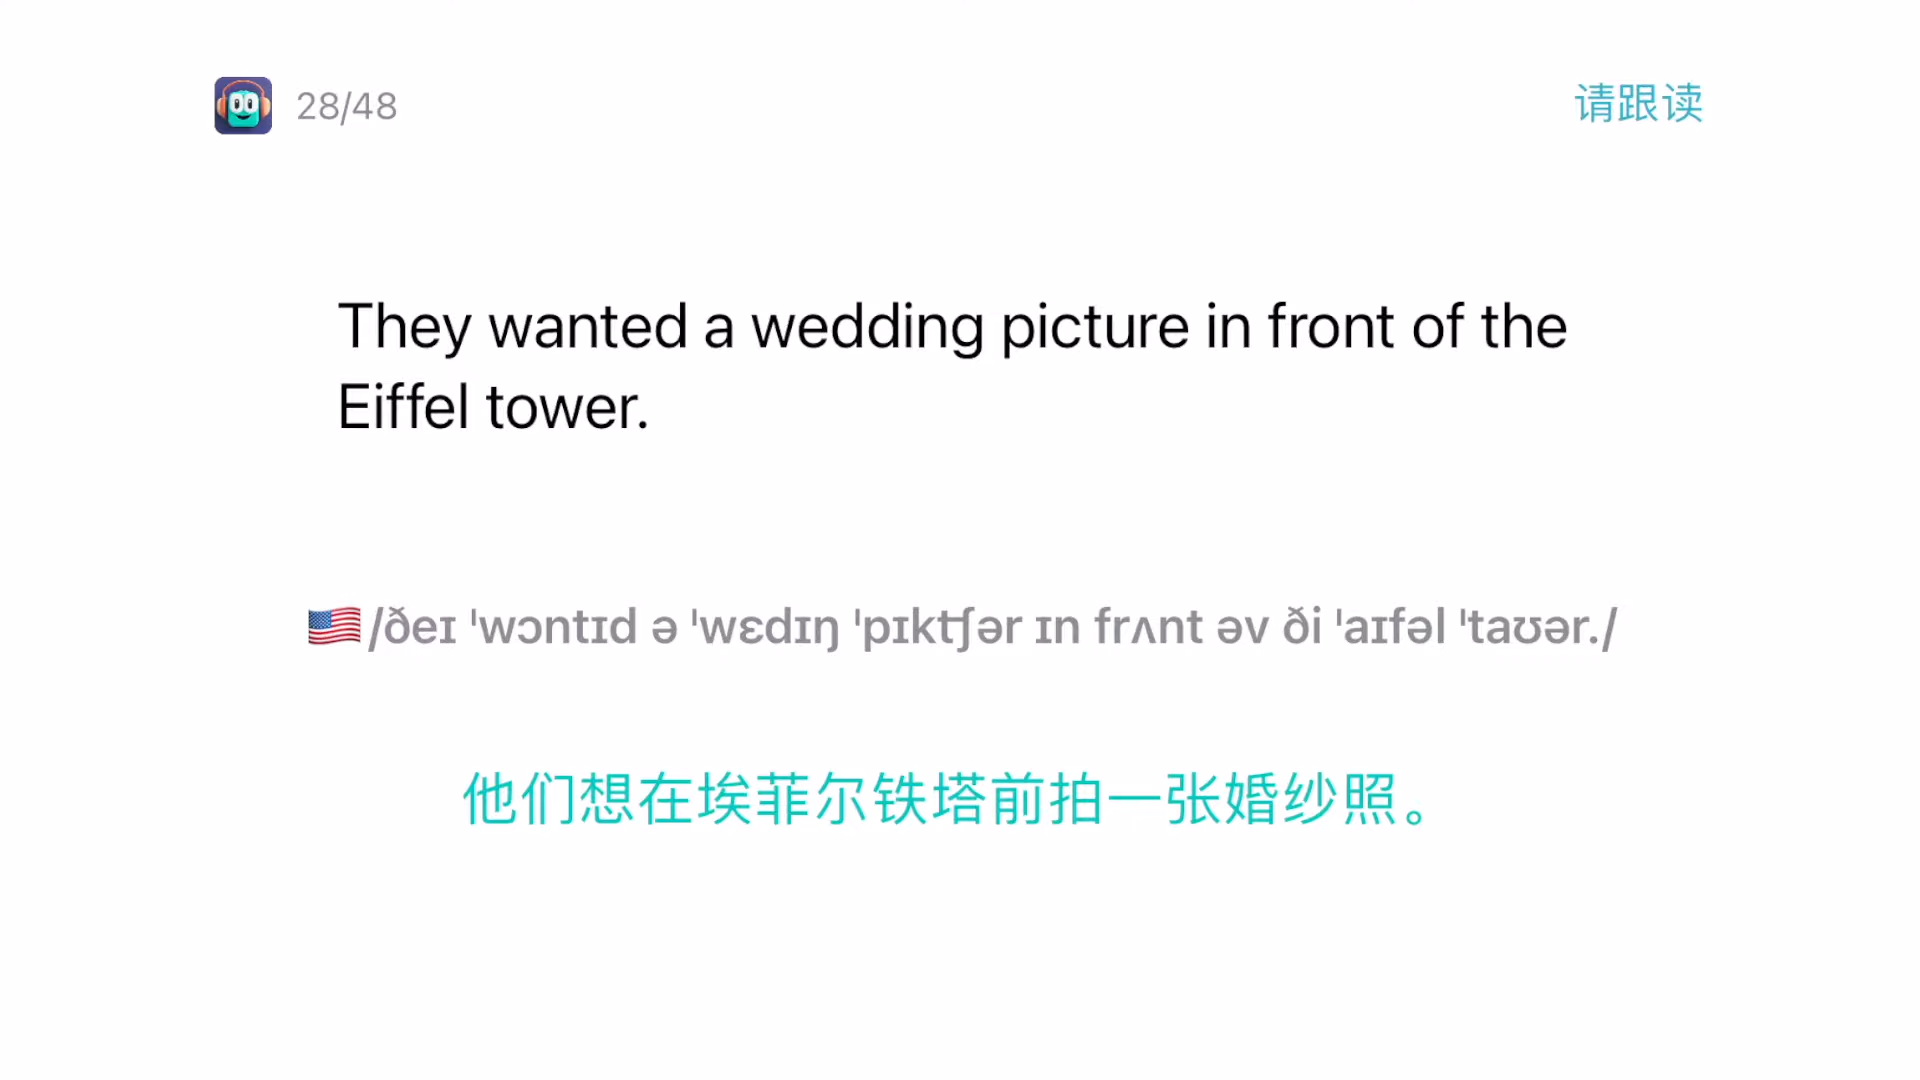 28/48
请跟读
They wanted a wedding picture in front of the
Eiffel tower.
/ðeɪ ˈwɔntɪd ə ˈwɛdɪŋ ˈpɪkʧər ɪn frʌnt əv ði ˈaɪfəl ˈtaʊər./
他们想在埃菲尔铁塔前拍一张婚纱照。